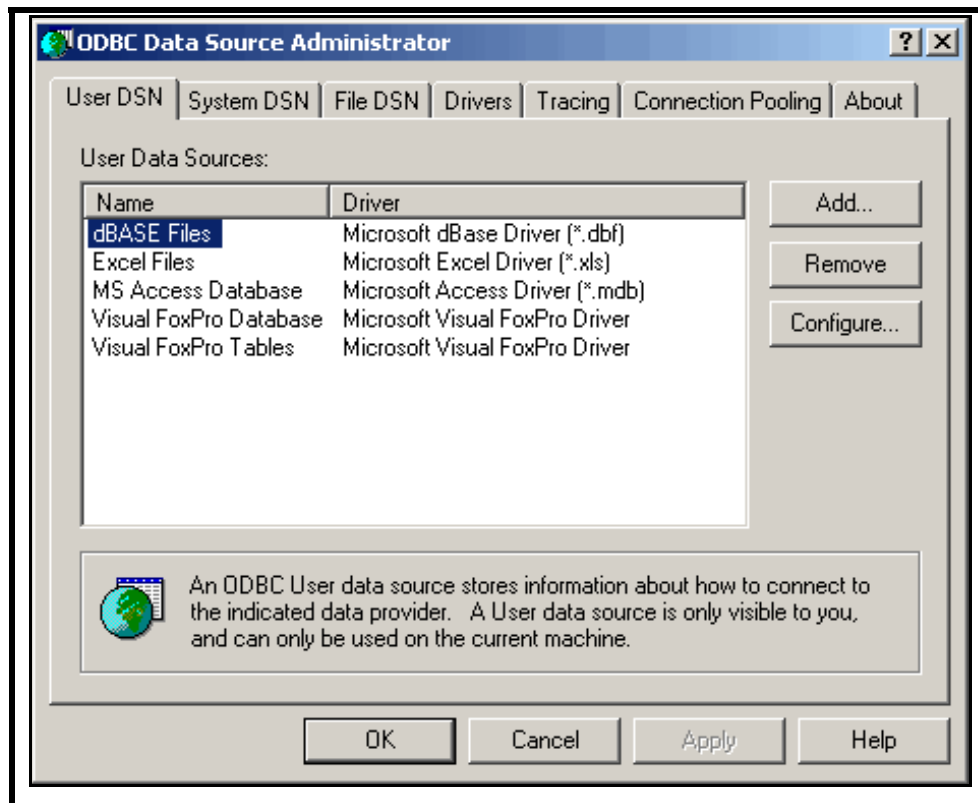 ODBC Data Source Administrator
User DSN System DSN File DSN Drivers Tracing Connection Pooling About
User Data Sources:
Name Driver
dBASE Files Microsoft dBase Driver (*.dbf)
Excel Files Microsoft Excel Driver (*.xls)
MS Access Database Microsoft Access Driver (*.mdb)
Visual FoxPro Database Microsoft Visual FoxPro Driver
Visual FoxPro Tables Microsoft Visual FoxPro Driver
Add...
Remove
Configure...
An ODBC User data source stores information about how to connect to
the indicated data provider. A User data source is only visible to you,
and can only be used on the current machine.
OK Cancel Apply Help